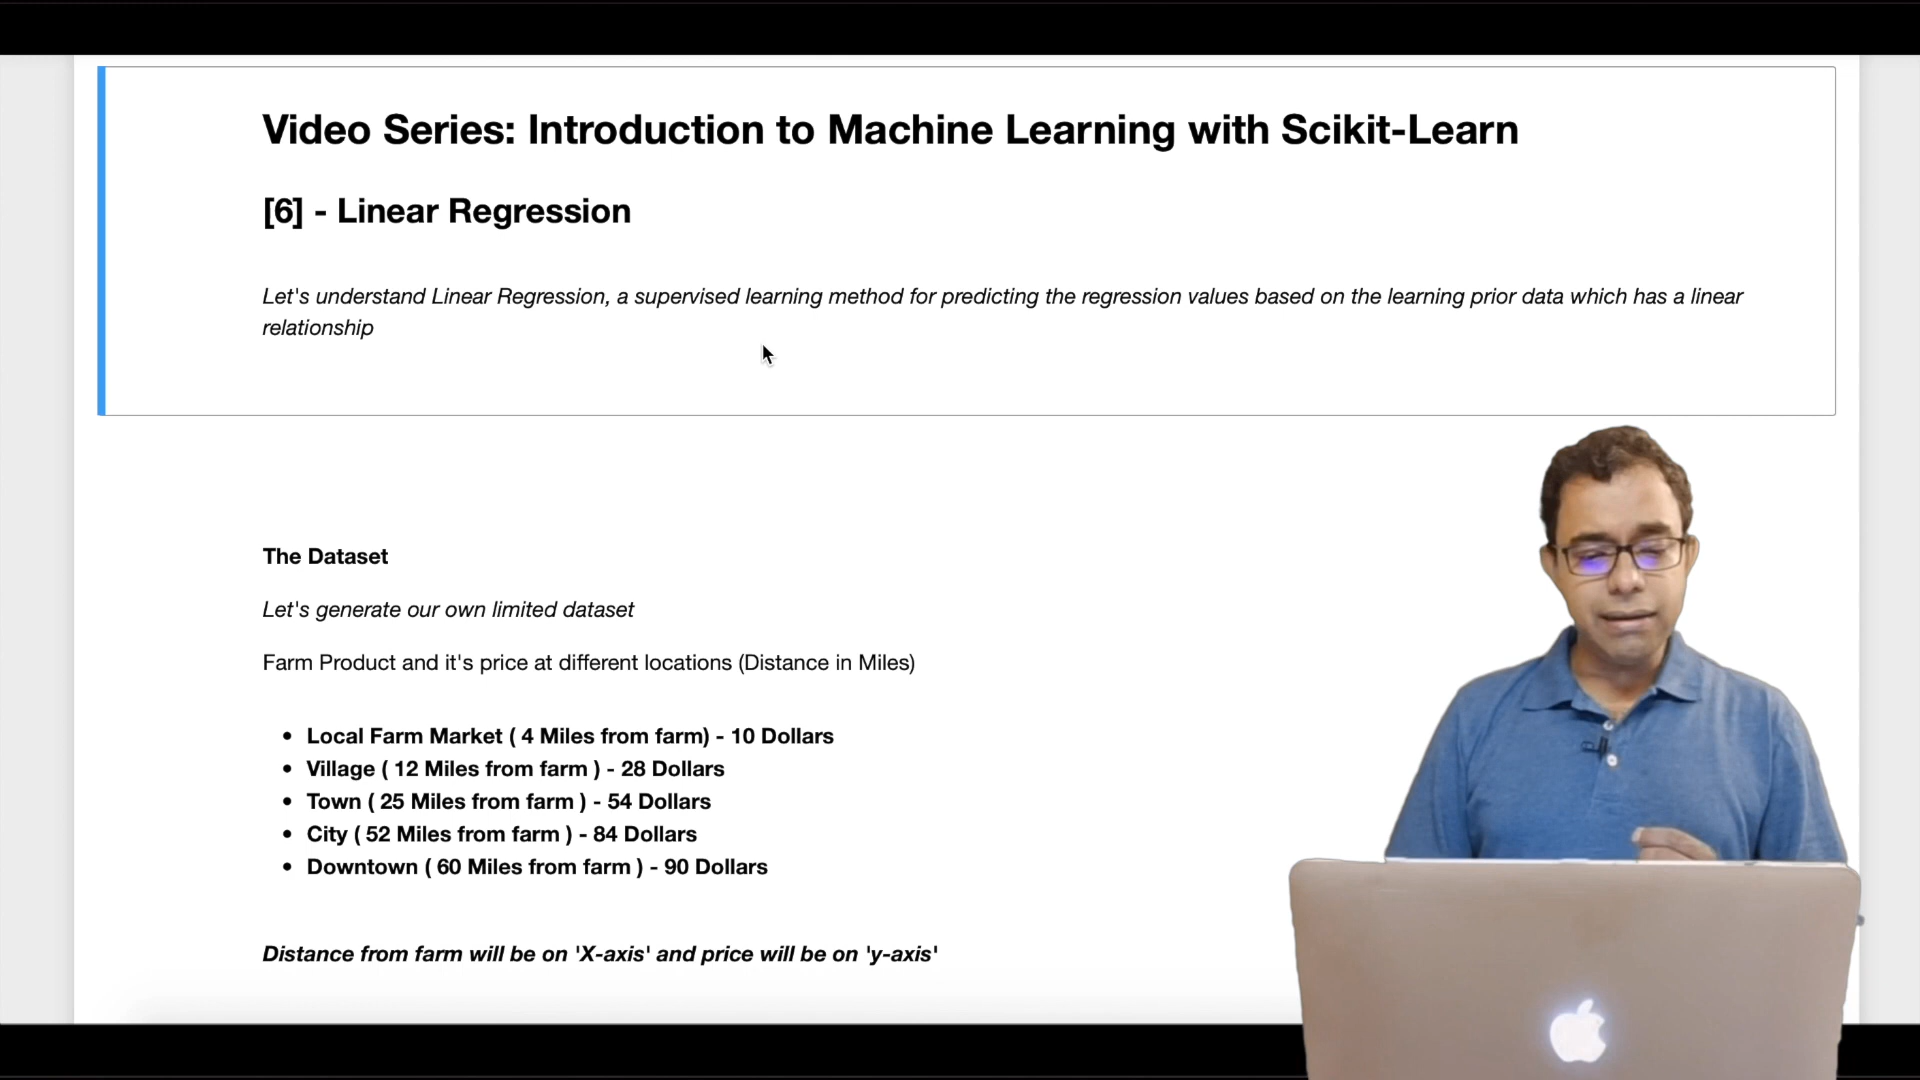 Video Series: Introduction to Machine Learning with Scikit-Learn
[6] - Linear Regression
Let's understand Linear Regression, a supervised learning method for predicting the regression values based on the learning prior data which has a linear
relationship
The Dataset
Let's generate our own limited dataset
Farm Product and it's price at different locations (Distance in Miles)
Local Farm Market ( 4 Miles from farm) - 10 Dollars
Village ( 12 Miles from farm ) - 28 Dollars
Town ( 25 Miles from farm ) - 54 Dollars
City ( 52 Miles from farm ) - 84 Dollars
Downtown ( 60 Miles from farm ) - 90 Dollars
Distance from farm will be on 'X-axis' and price will be on 'y-axis'